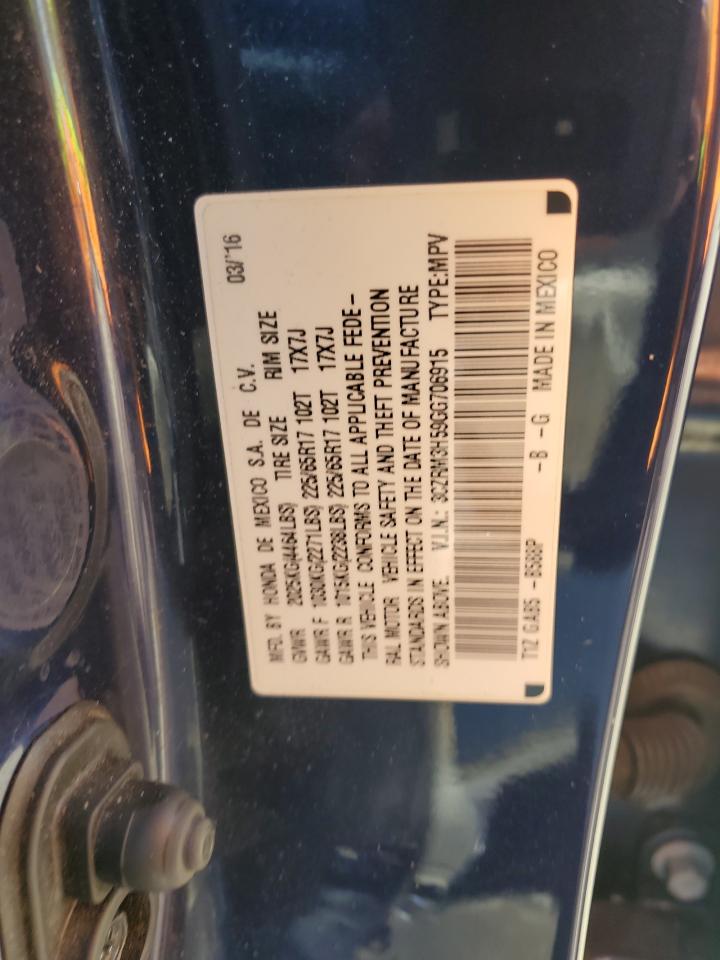 MFD. BY HONDA DE MEXICO S.A. DE C.V. 03/'16
GVWR 2025KG(4464LBS) TIRE SIZE RIM SIZE
GAWR F 1030KG(2271LBS) 225/65R17 102T 17X7J
GAWR R 1015KG(2238LBS) 225/65R17 102T 17X7J
THIS VEHICLE CONFORMS TO ALL APPLICABLE FEDE-
RAL MOTOR VEHICLE SAFETY AND THEFT PREVENTION
STANDARDS IN EFFECT ON THE DATE OF MANUFACTURE
SHOWN ABOVE. V.I.N.: 3CZRM3H59GG706915 TYPE:MPV
T1Z GAB5 -B588P -B -G MADE IN MEXICO